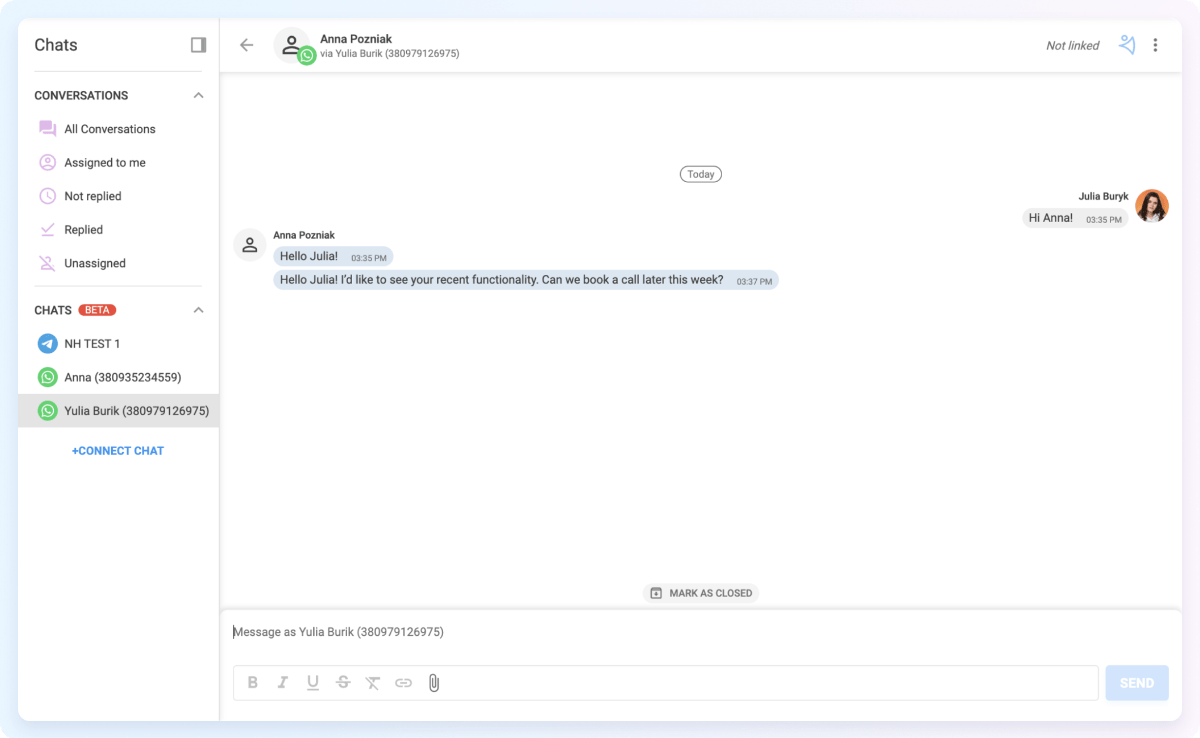 Chats
CONVERSATIONS
All Conversations
Assigned to me
Not replied
Replied
Unassigned
CHATS BETA
NH TEST 1
Anna (380935234559)
Yulia Burik (380979126975)
+CONNECT CHAT
Anna Pozniak
via Yulia Burik (380979126975)
Not linked
Today
Julia Buryk
Hi Anna! 03:35 PM
Anna Pozniak
Hello Julia! 03:35 PM
Hello Julia! I'd like to see your recent functionality. Can we book a call later this week? 03:37 PM
MARK AS CLOSED
Message as Yulia Burik (380979126975)
B I U S
SEND